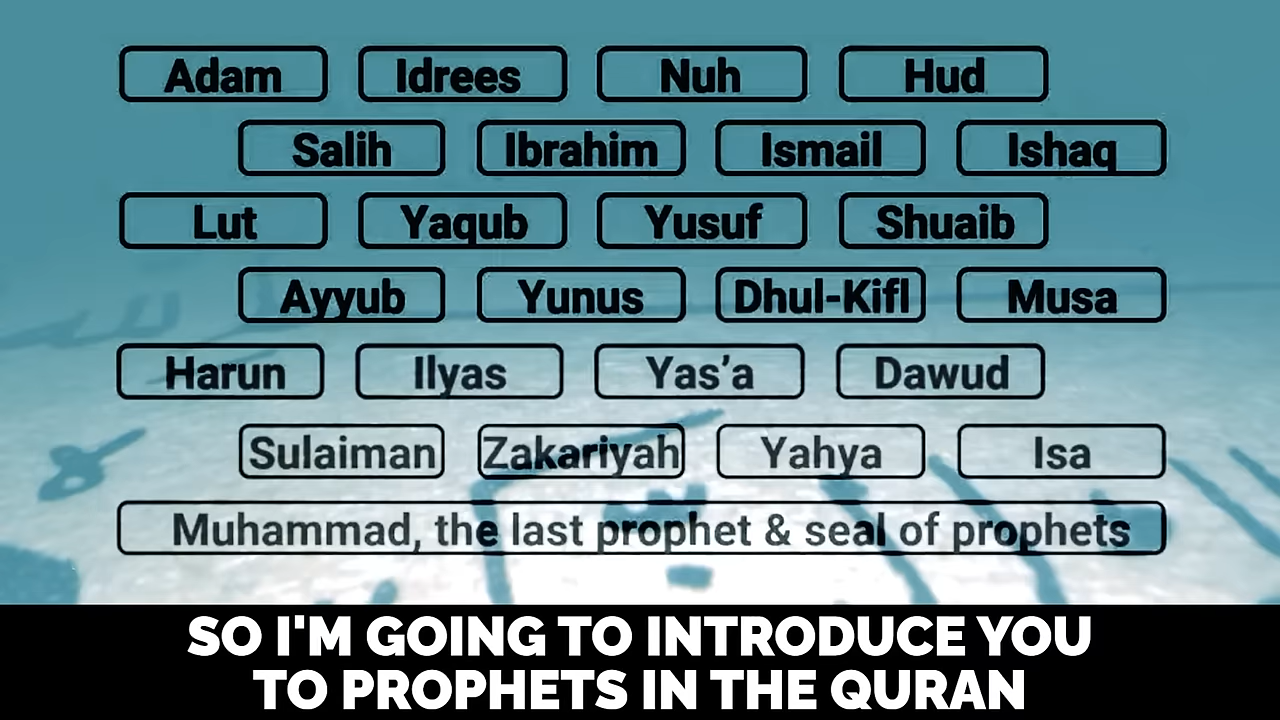 Adam Idrees Nuh Hud
Salih Ibrahim Ismail Ishaq
Lut Yaqub Yusuf Shuaib
Ayyub Yunus Dhul-Kifl Musa
Harun Ilyas Yas’a Dawud
Sulaiman Zakariyah Yahya Isa
Muhammad, the last prophet & seal of prophets
SO I'M GOING TO INTRODUCE YOU
TO PROPHETS IN THE QURAN